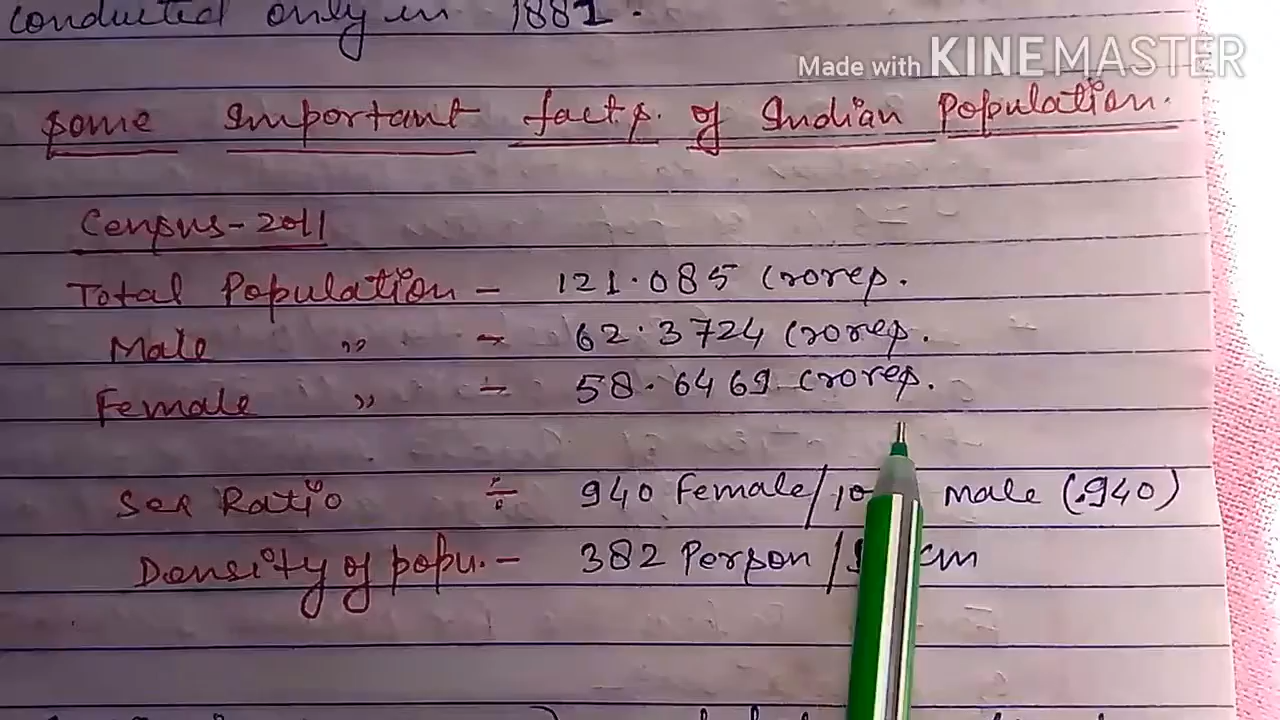 conducted only in 1881.
Made with KINEMASTER
Some Important facts. of Indian Population.
Census-2011
Total Population - 121.085 Crores.
Male " - 62.3724 Crores.
Female " ÷ 58.6469 Crores.
Sex Ratio ÷ 940 Female/10 male (.940)
Density of popu. - 382 Person/ cm